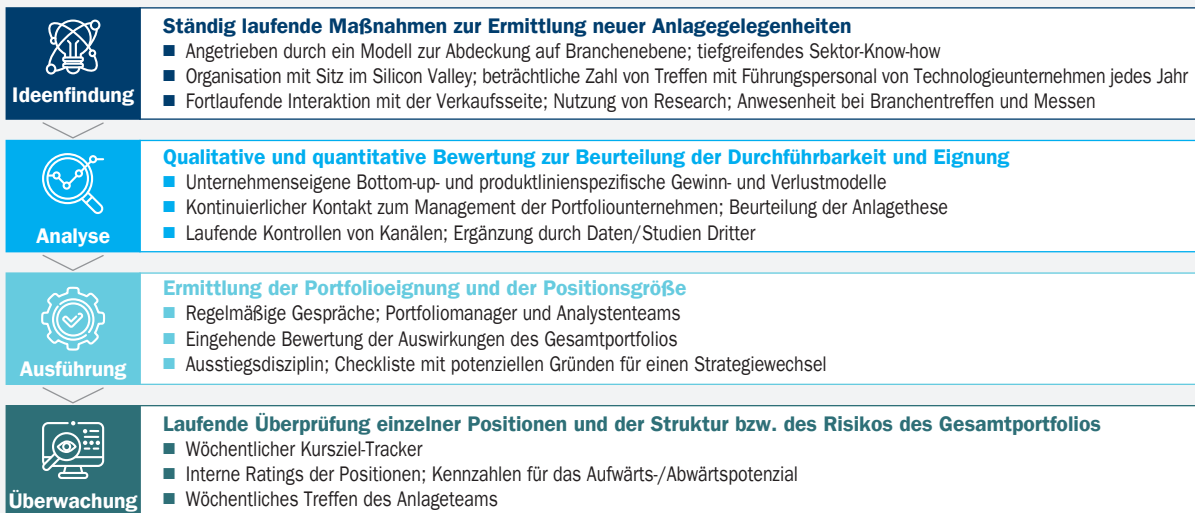 Ideenfindung
Ständig laufende Maßnahmen zur Ermittlung neuer Anlagegelegenheiten
■ Angetrieben durch ein Modell zur Abdeckung auf Branchenebene; tiefgreifendes Sektor-Know-how
■ Organisation mit Sitz im Silicon Valley; beträchtliche Zahl von Treffen mit Führungspersonal von Technologieunternehmen jedes Jahr
■ Fortlaufende Interaktion mit der Verkaufsseite; Nutzung von Research; Anwesenheit bei Branchentreffen und Messen
Analyse
Qualitative und quantitative Bewertung zur Beurteilung der Durchführbarkeit und Eignung
■ Unternehmenseigene Bottom-up- und produktlinienspezifische Gewinn- und Verlustmodelle
■ Kontinuierlicher Kontakt zum Management der Portfoliounternehmen; Beurteilung der Anlagethese
■ Laufende Kontrollen von Kanälen; Ergänzung durch Daten/Studien Dritter
Ausführung
Ermittlung der Portfolioeignung und der Positionsgröße
■ Regelmäßige Gespräche; Portfoliomanager und Analystenteams
■ Eingehende Bewertung der Auswirkungen des Gesamtportfolios
■ Ausstiegsdisziplin; Checkliste mit potenziellen Gründen für einen Strategiewechsel
Überwachung
Laufende Überprüfung einzelner Positionen und der Struktur bzw. des Risikos des Gesamtportfolios
■ Wöchentlicher Kursziel-Tracker
■ Interne Ratings der Positionen; Kennzahlen für das Aufwärts-/Abwärtspotenzial
■ Wöchentliches Treffen des Anlageteams